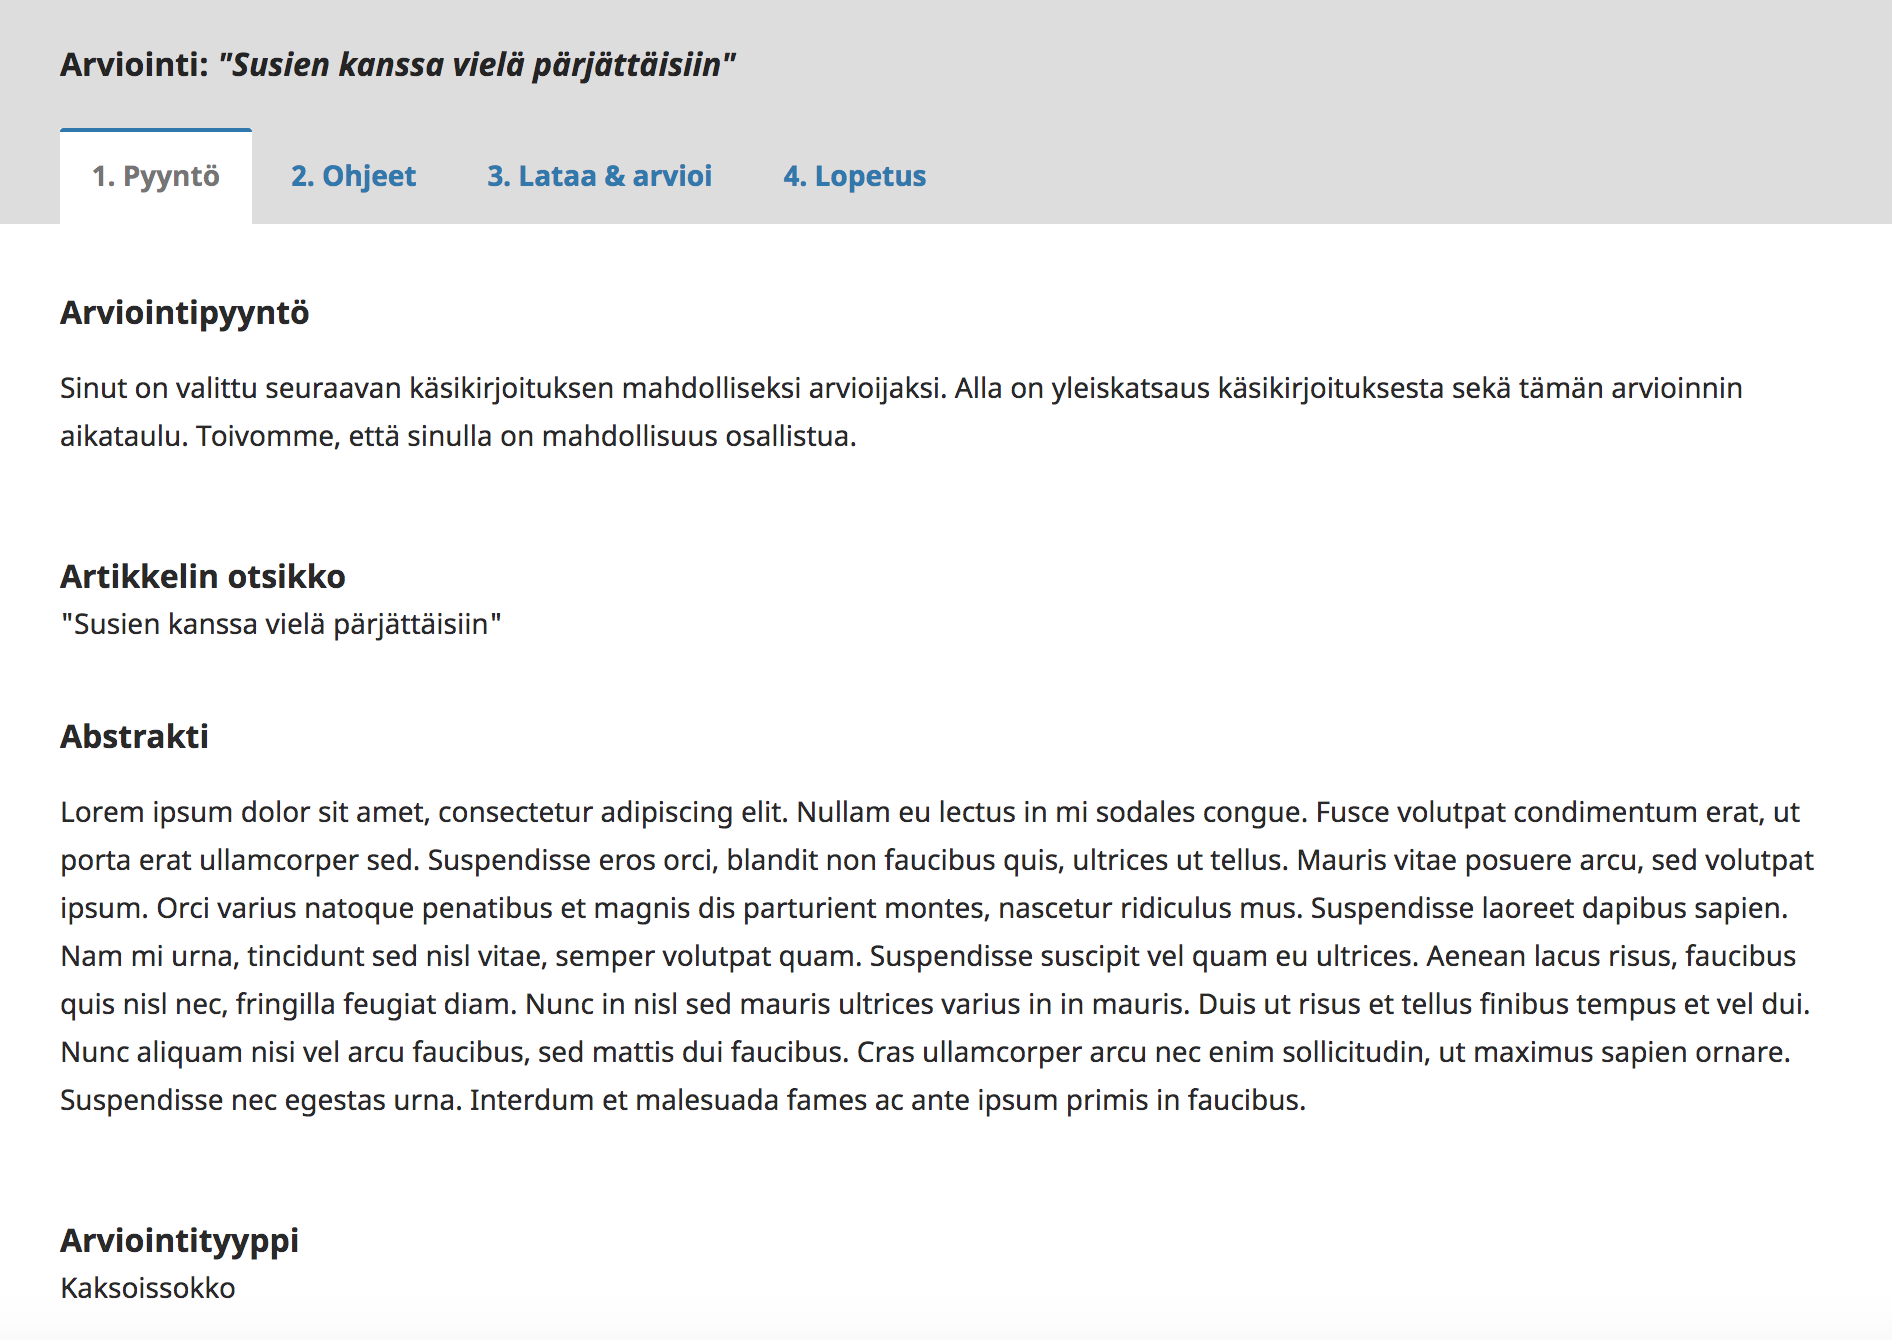 Arviointi: "Susien kanssa vielä pärjättäisiin"
1. Pyyntö 2. Ohjeet 3. Lataa & arvioi 4. Lopetus
Arviointipyyntö
Sinut on valittu seuraavan käsikirjoituksen mahdolliseksi arvioijaksi. Alla on yleiskatsaus käsikirjoituksesta sekä tämän arvioinnin
aikataulu. Toivomme, että sinulla on mahdollisuus osallistua.
Artikkelin otsikko
"Susien kanssa vielä pärjättäisiin"
Abstrakti
Lorem ipsum dolor sit amet, consectetur adipiscing elit. Nullam eu lectus in mi sodales congue. Fusce volutpat condimentum erat, ut
porta erat ullamcorper sed. Suspendisse eros orci, blandit non faucibus quis, ultrices ut tellus. Mauris vitae posuere arcu, sed volutpat
ipsum. Orci varius natoque penatibus et magnis dis parturient montes, nascetur ridiculus mus. Suspendisse laoreet dapibus sapien.
Nam mi urna, tincidunt sed nisl vitae, semper volutpat quam. Suspendisse suscipit vel quam eu ultrices. Aenean lacus risus, faucibus
quis nisl nec, fringilla feugiat diam. Nunc in nisl sed mauris ultrices varius in in mauris. Duis ut risus et tellus finibus tempus et vel dui.
Nunc aliquam nisi vel arcu faucibus, sed mattis dui faucibus. Cras ullamcorper arcu nec enim sollicitudin, ut maximus sapien ornare.
Suspendisse nec egestas urna. Interdum et malesuada fames ac ante ipsum primis in faucibus.
Arviointityyppi
Kaksoissokko